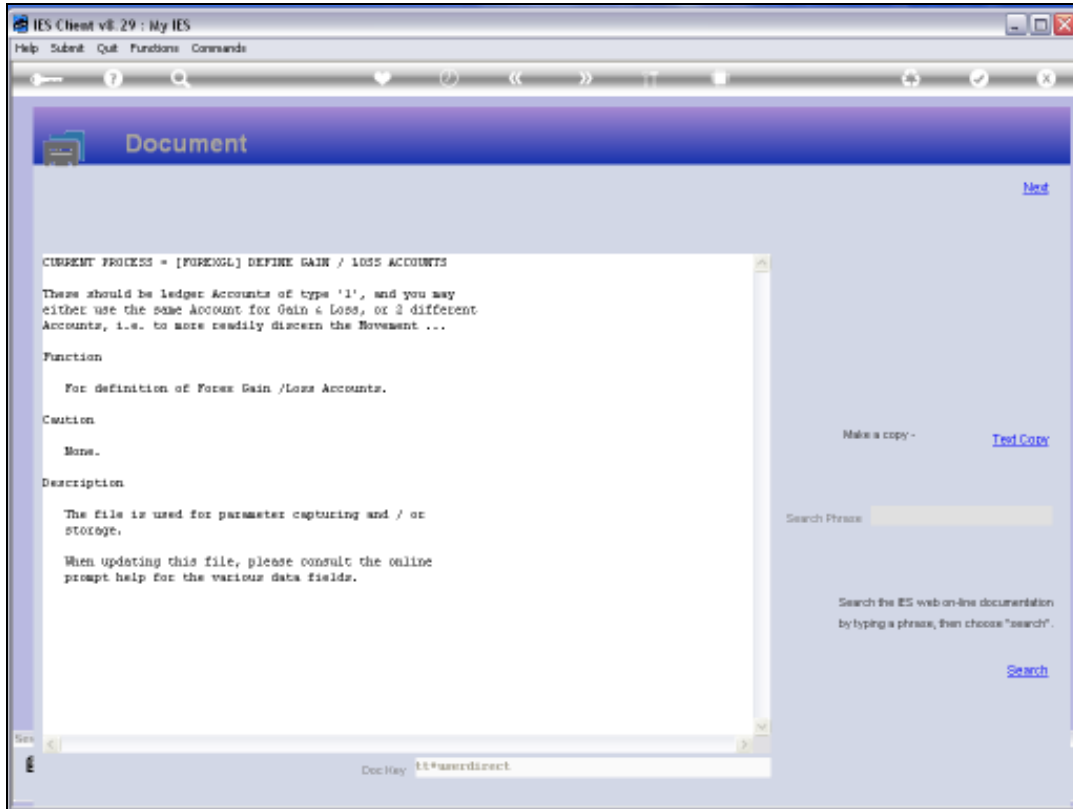 IES Client v8.29 : My IES
Help Submit Quit Functions Commands
Document
Next
CURRENT PROCESS = [FOREXGL] DEFINE GAIN / LOSS ACCOUNTS
These should be ledger Accounts of type '1', and you may
either use the same Account for Gain & Loss, or 2 different
Accounts, i.e. to more readily discern the Movement ...
Function
For definition of Forex Gain /Loss Accounts.
Caution
None.
Description
The file is used for parameter capturing and / or
storage.
When updating this file, please consult the online
prompt help for the various data fields.
Make a copy -
Text Copy
Search Phrase
Search the IES web on-line documentation
by typing a phrase, then choose "search".
Search
Ses
Doc Key tt*userdirect